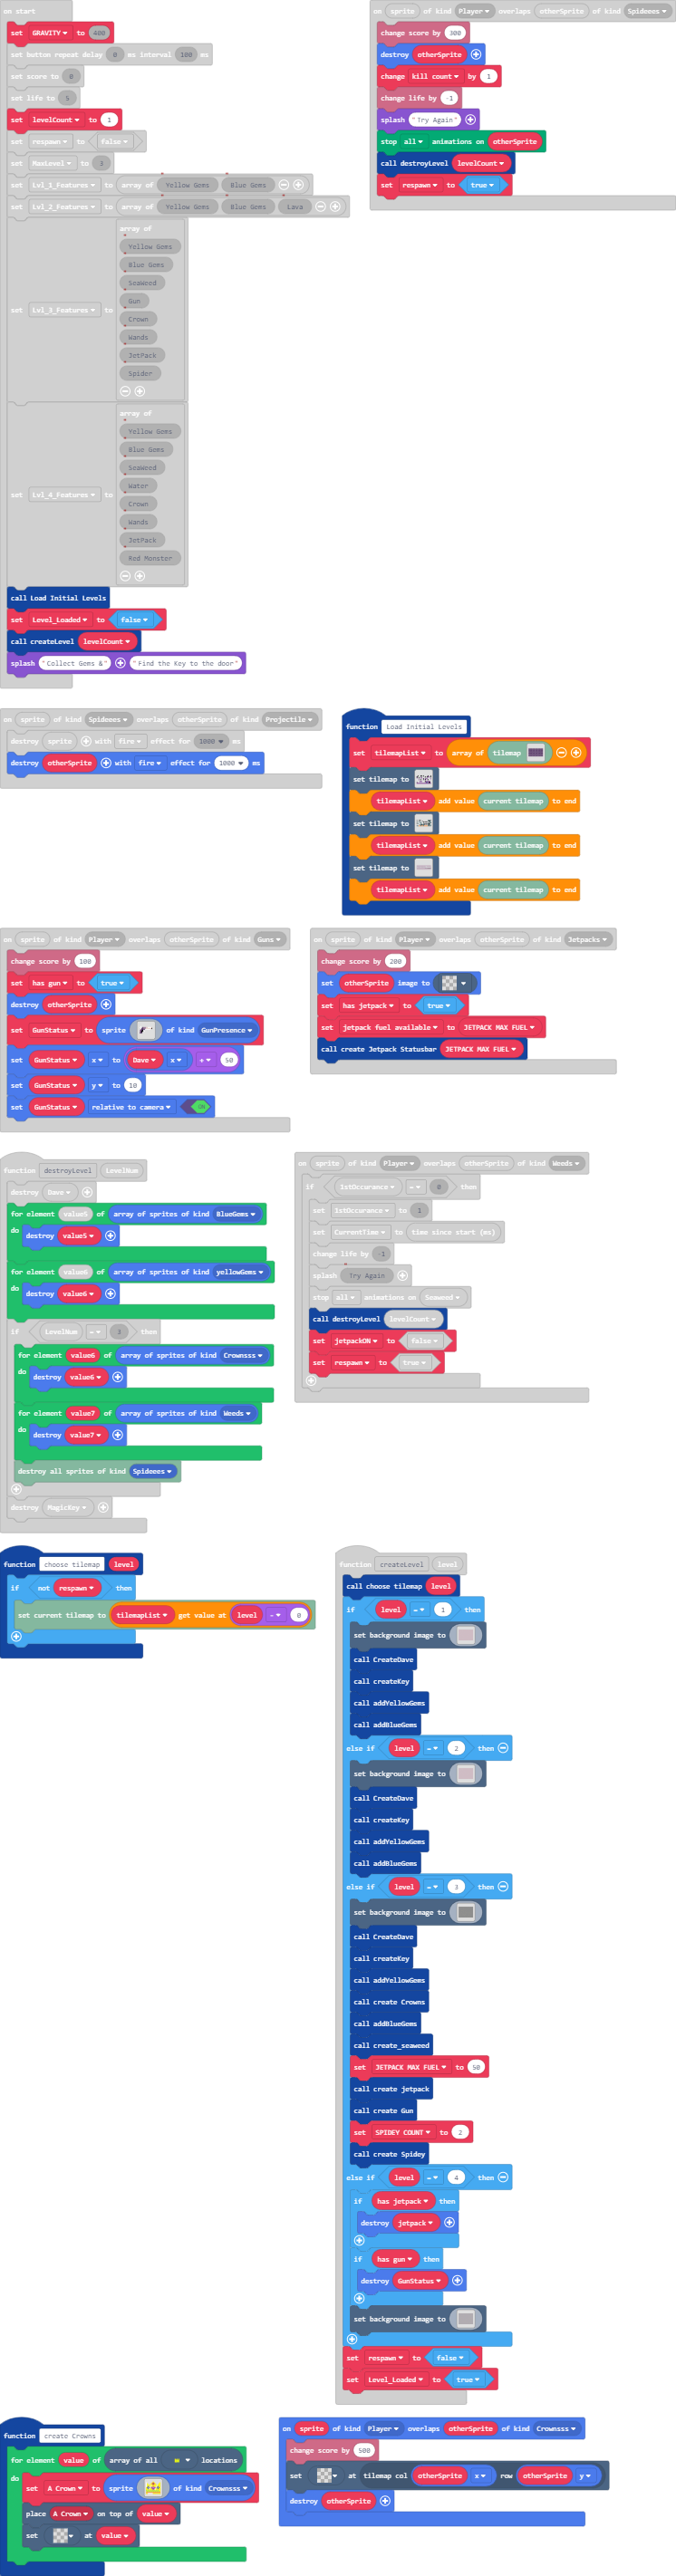 on start
set GRAVITY to 400
set button repeat delay 0 ms interval 100 ms
set score to 0
set life to 5
set levelCount to 1
set respawn to false
set MaxLevel to 3
set Lvl_1_Features to array of Yellow Gems Blue Gems
set Lvl_2_Features to array of Yellow Gems Blue Gems Lava
set Lvl_3_Features to array of
Yellow Gems
Blue Gems
SeaWeed
Gun
Crown
Wands
JetPack
Spider
set Lvl_4_Features to array of
Yellow Gems
Blue Gems
SeaWeed
Water
Crown
Wands
JetPack
Red Monster
call Load Initial Levels
set Level_Loaded to false
call createLevel levelCount
splash "Collect Gems &" "Find the Key to the door"
on sprite of kind Player overlaps otherSprite of kind Spideees
change score by 300
destroy otherSprite
change kill count by 1
change life by -1
splash "Try Again"
stop all animations on otherSprite
call destroyLevel levelCount
set respawn to true
on sprite of kind Spideees overlaps otherSprite of kind Projectile
destroy sprite with fire effect for 1000 ms
destroy otherSprite with fire effect for 1000 ms
function Load Initial Levels
set tilemapList to array of tilemap
set tilemap to
tilemapList add value current tilemap to end
set tilemap to
tilemapList add value current tilemap to end
set tilemap to
tilemapList add value current tilemap to end
on sprite of kind Player overlaps otherSprite of kind Guns
change score by 100
set has gun to true
destroy otherSprite
set GunStatus to sprite of kind GunPresence
set GunStatus x to Dave x + 50
set GunStatus y to 10
set GunStatus relative to camera ON
on sprite of kind Player overlaps otherSprite of kind Jetpacks
change score by 200
set otherSprite image to
set has jetpack to true
set jetpack fuel available to JETPACK MAX FUEL
call create Jetpack Statusbar JETPACK MAX FUEL
function destroyLevel LevelNum
destroy Dave
for element value5 of array of sprites of kind BlueGems
do destroy value5
for element value6 of array of sprites of kind yellowGems
do destroy value6
if LevelNum = 3 then
for element value6 of array of sprites of kind Crownsss
do destroy value6
for element value7 of array of sprites of kind Weeds
do destroy value7
destroy all sprites of kind Spideees
destroy MagicKey
on sprite of kind Player overlaps otherSprite of kind Weeds
if 1stOccurance = 0 then
set 1stOccurance to 1
set CurrentTime to time since start (ms)
change life by -1
splash Try Again
stop all animations on Seaweed
call destroyLevel levelCount
set jetpackON to false
set respawn to true
function choose tilemap level
if not respawn then
set current tilemap to tilemapList get value at level - 0
function createLevel level
call choose tilemap level
if level = 1 then
set background image to
call CreateDave
call createKey
call addYellowGems
call addBlueGems
else if level = 2 then
set background image to
call CreateDave
call createKey
call addYellowGems
call addBlueGems
else if level = 3 then
set background image to
call CreateDave
call createKey
call addYellowGems
call create Crowns
call addBlueGems
call create_seaweed
set JETPACK MAX FUEL to 50
call create jetpack
call create Gun
set SPIDEY COUNT to 2
call create Spidey
else if level = 4 then
if has jetpack then
destroy jetpack
if has gun then
destroy GunStatus
set background image to
set respawn to false
set Level_Loaded to true
function create Crowns
for element value of array of all locations
do set A Crown to sprite of kind Crownsss
place A Crown on top of value
set at value
on sprite of kind Player overlaps otherSprite of kind Crownsss
change score by 500
set at tilemap col otherSprite x row otherSprite y
destroy otherSprite